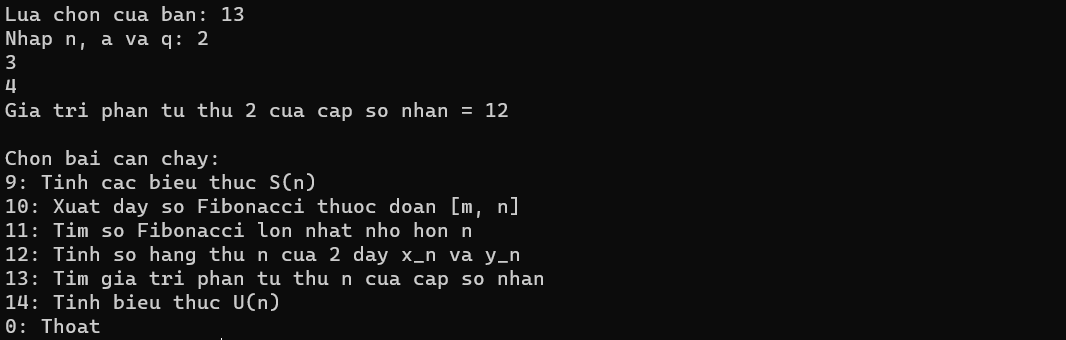 Lua chon cua ban: 13
Nhap n, a va q: 2
3
4
Gia tri phan tu thu 2 cua cap so nhan = 12
Chon bai can chay:
9: Tinh cac bieu thuc S(n)
10: Xuat day so Fibonacci thuoc doan [m, n]
11: Tim so Fibonacci lon nhat nho hon n
12: Tinh so hang thu n cua 2 day x_n va y_n
13: Tim gia tri phan tu thu n cua cap so nhan
14: Tinh bieu thuc U(n)
0: Thoat